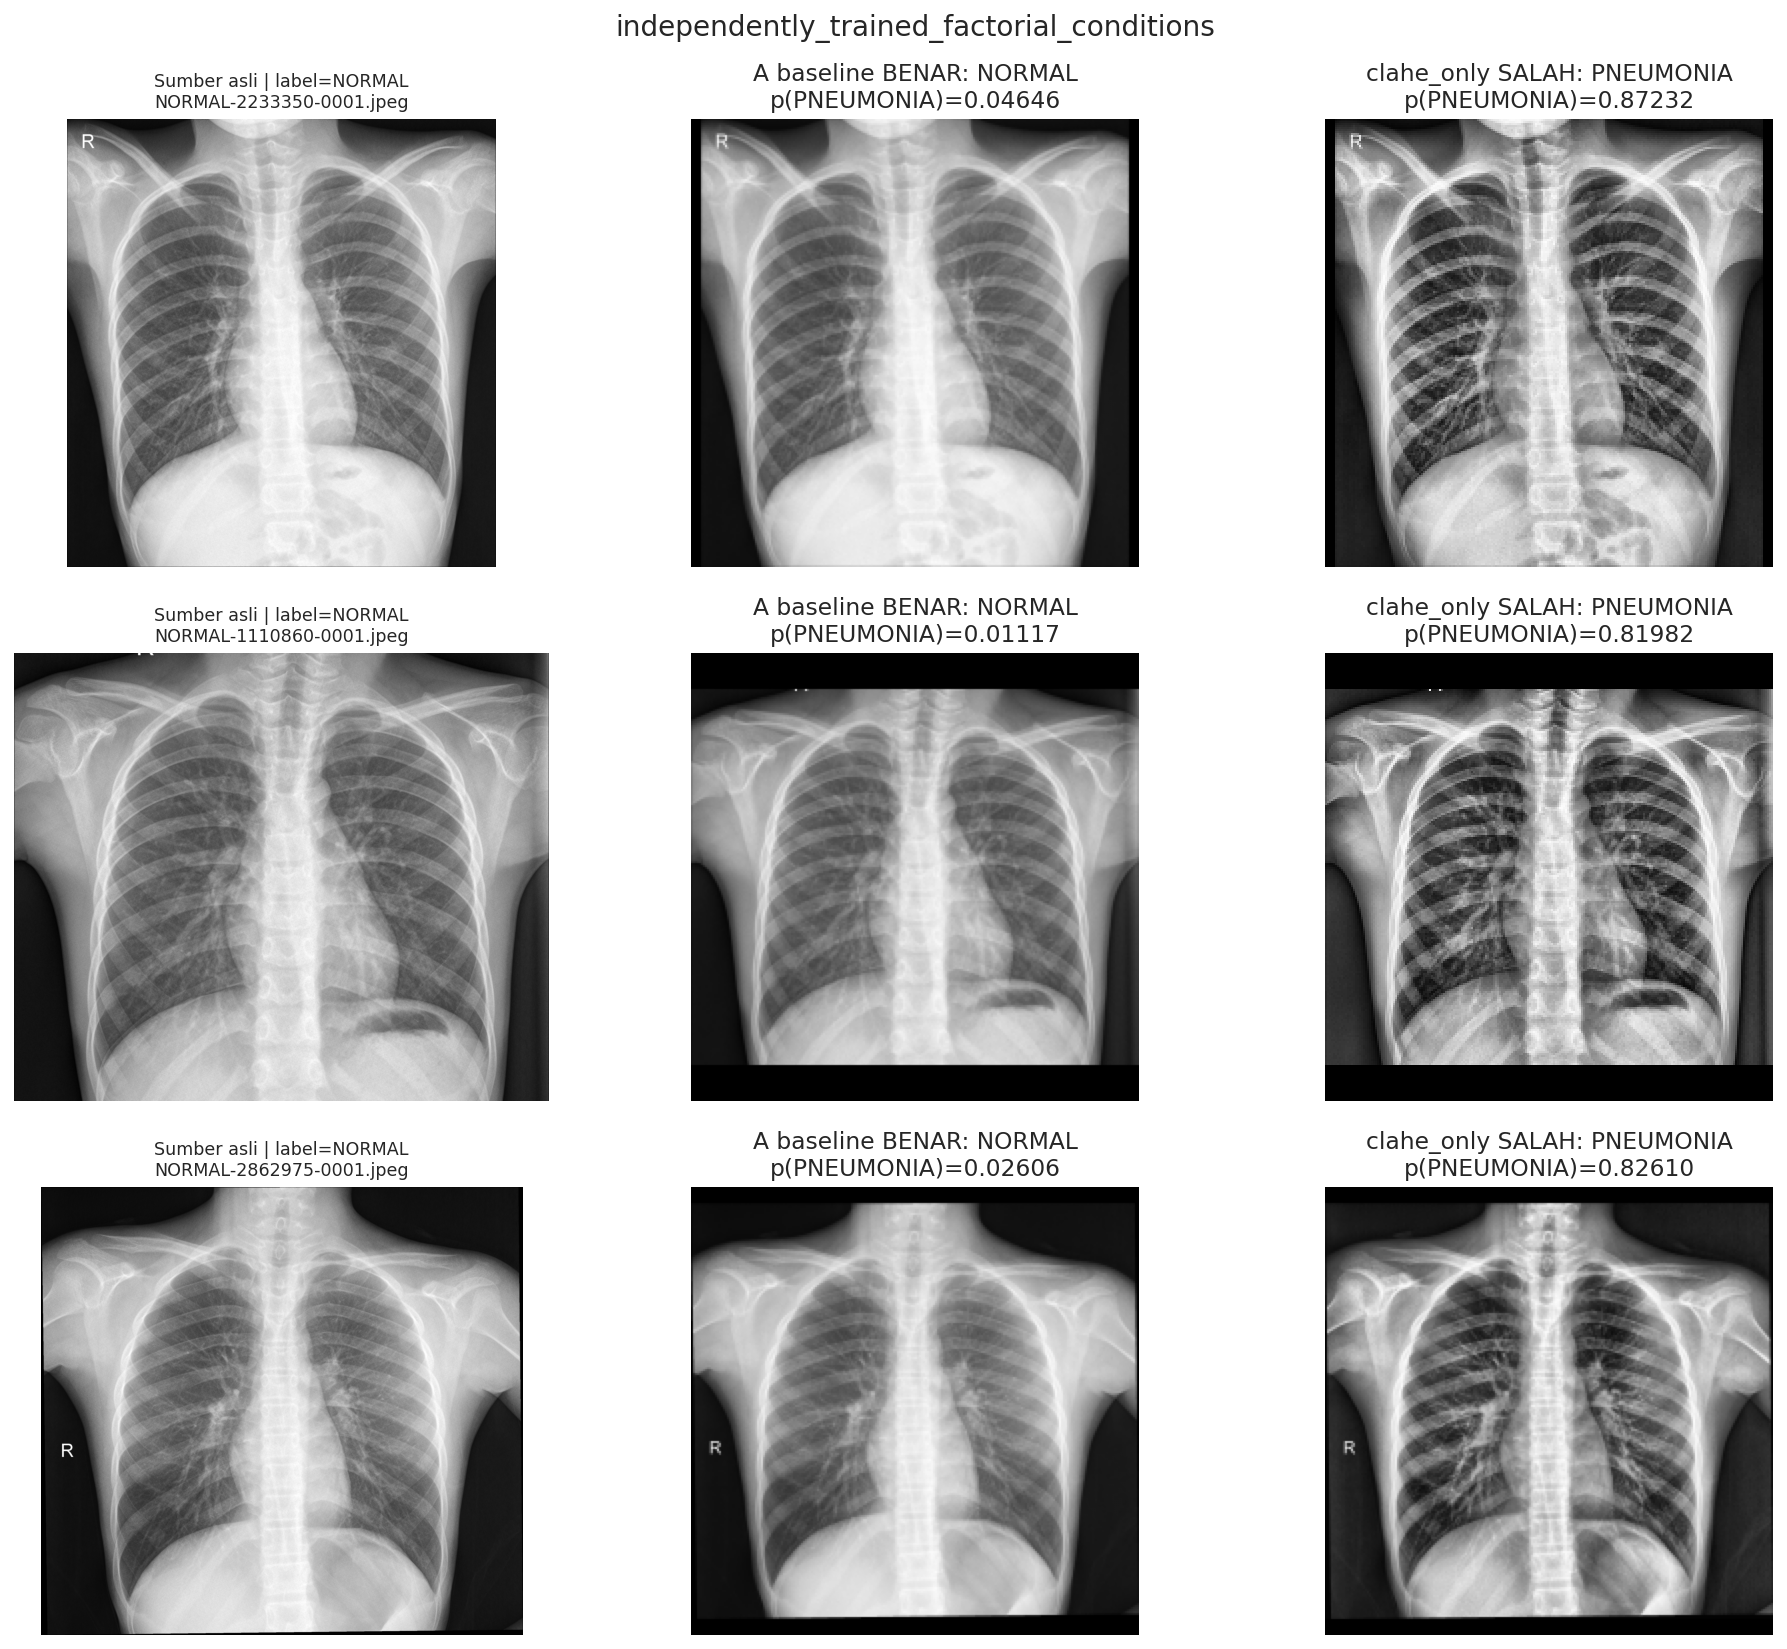 independently_trained_factorial_conditions
Sumber asli | label=NORMAL
NORMAL-2233350-0001.jpeg
A baseline BENAR: NORMAL
p(PNEUMONIA)=0.04646
clahe_only SALAH: PNEUMONIA
p(PNEUMONIA)=0.87232
R
R
R
Sumber asli | label=NORMAL
NORMAL-1110860-0001.jpeg
A baseline BENAR: NORMAL
p(PNEUMONIA)=0.01117
clahe_only SALAH: PNEUMONIA
p(PNEUMONIA)=0.81982
Sumber asli | label=NORMAL
NORMAL-2862975-0001.jpeg
A baseline BENAR: NORMAL
p(PNEUMONIA)=0.02606
clahe_only SALAH: PNEUMONIA
p(PNEUMONIA)=0.82610
R
R
R